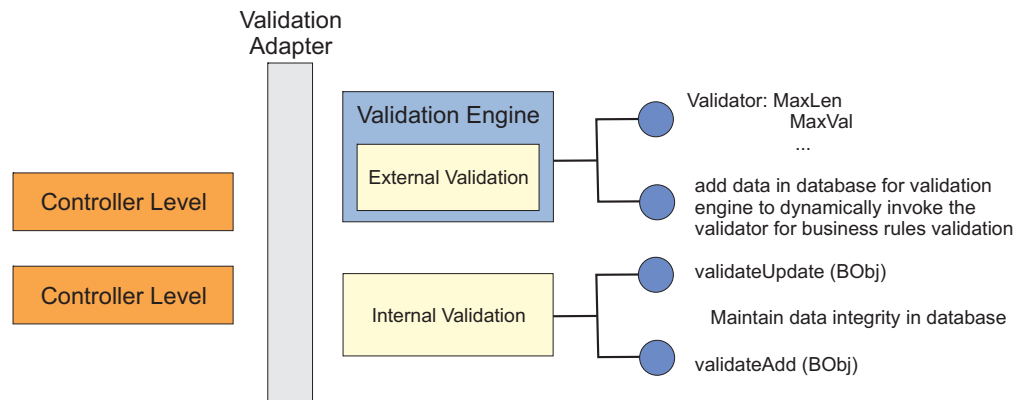 Validation
Adapter
Controller Level
Controller Level
Validation Engine
External Validation
Internal Validation
Validator: MaxLen
MaxVal
...
add data in database for validation
engine to dynamically invoke the
validator for business rules validation
validateUpdate (BObj)
Maintain data integrity in database
validateAdd (BObj)